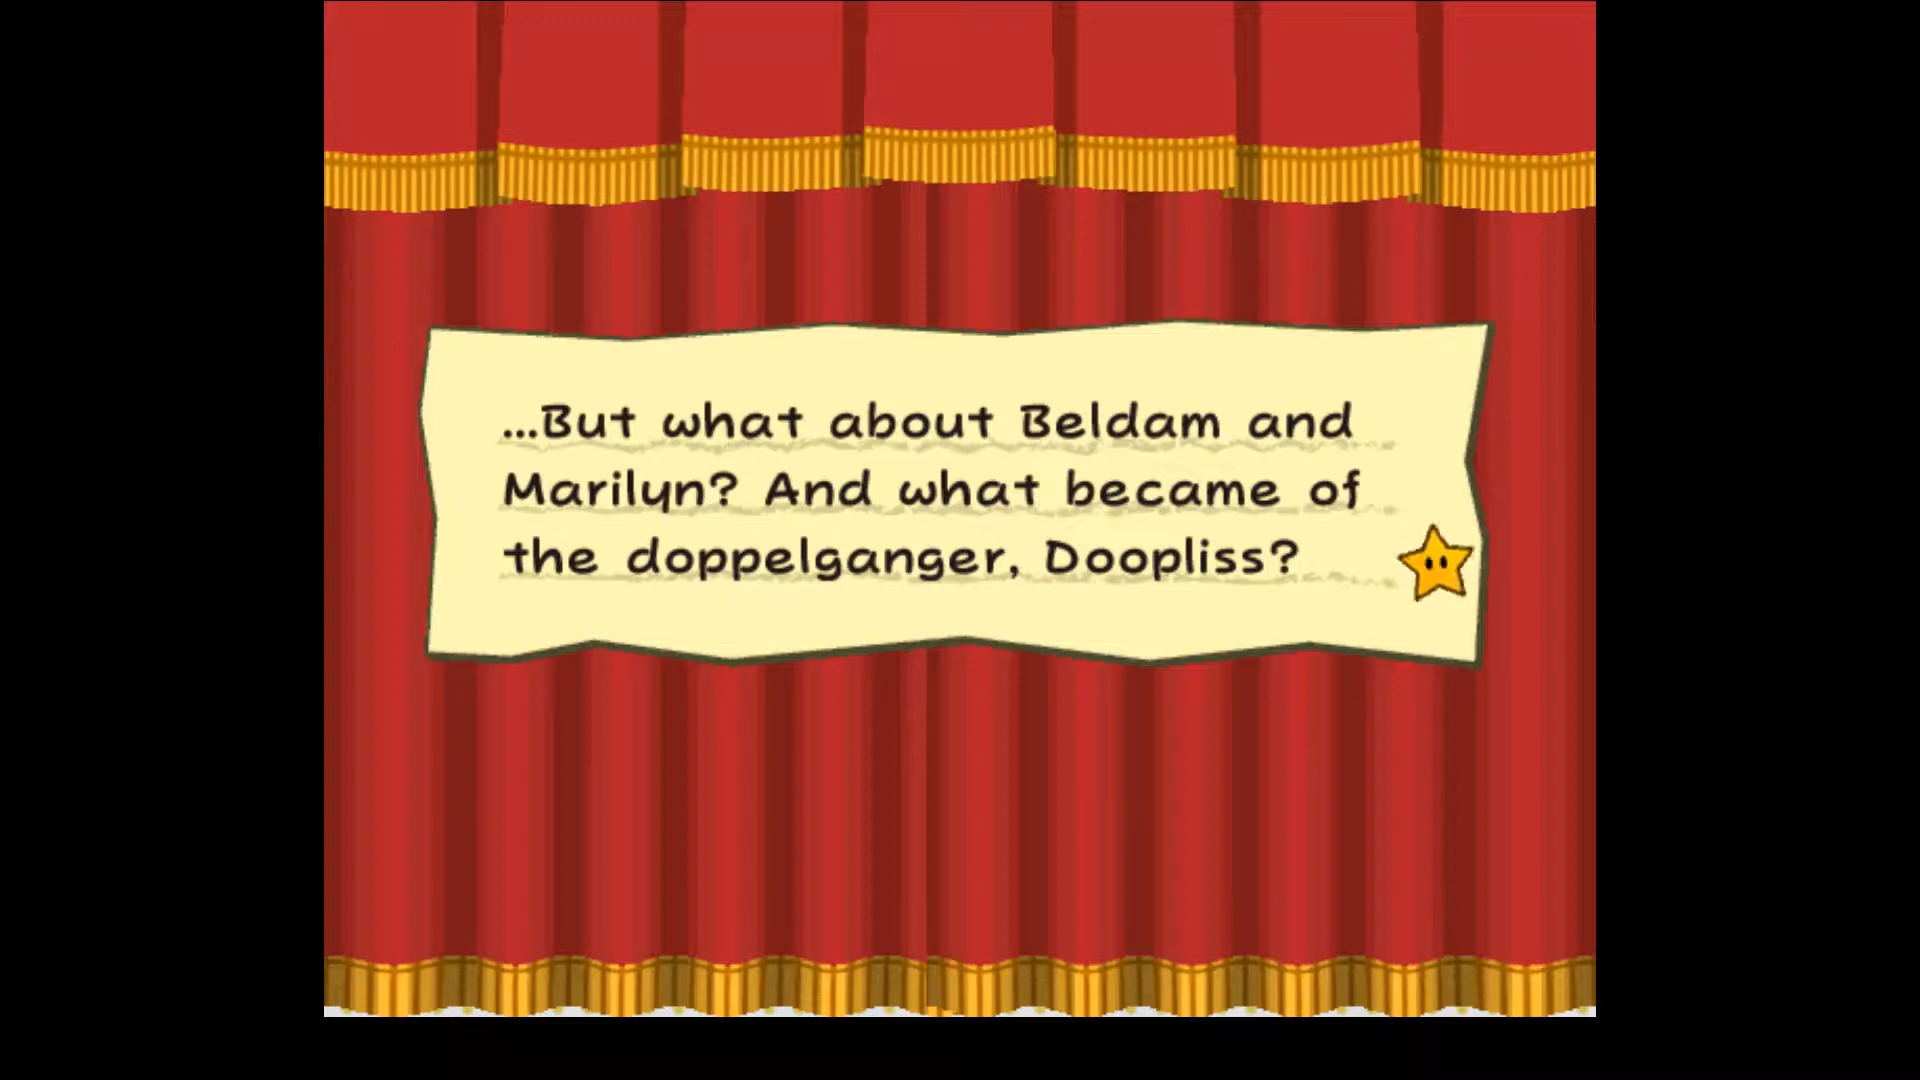 ...But what about Beldam and
Marilyn? And what became of
the doppelganger, Doopliss?